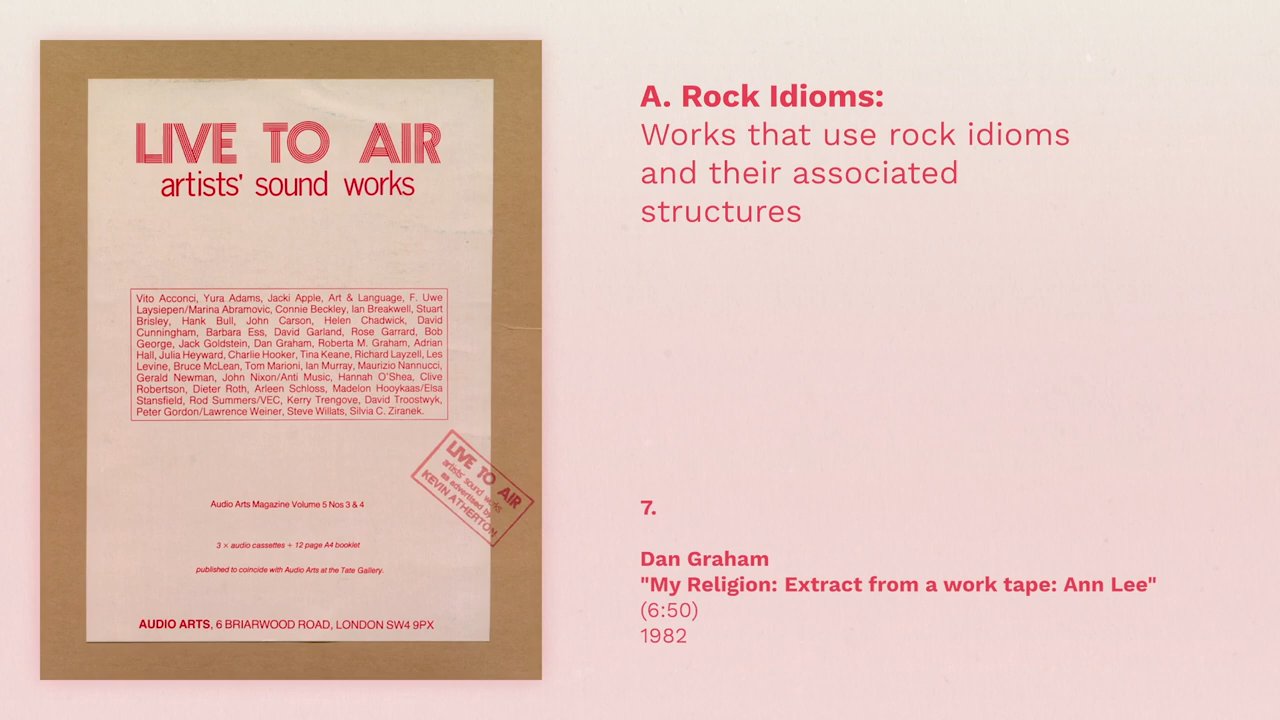 LIVE TO AIR
artists' sound works
Vito Acconci, Yura Adams, Jacki Apple, Art & Language, F. Uwe
Laysiepen/Marina Abramovic, Connie Beckley, Ian Breakwell, Stuart
Brisley, Hank Bull, John Carson, Helen Chadwick, David
Cunningham, Barbara Ess, David Garland, Rose Garrard, Bob
George, Jack Goldstein, Dan Graham, Roberta M. Graham, Adrian
Hall, Julia Heyward, Charlie Hooker, Tina Keane, Richard Layzell, Les
Levine, Bruce McLean, Tom Marioni, Ian Murray, Maurizio Nannucci,
Gerald Newman, John Nixon/Anti Music, Hannah O'Shea, Clive
Robertson, Dieter Roth, Arleen Schloss, Madelon Hooykaas/Elsa
Stansfield, Rod Summers/VEC, Kerry Trengove, David Troostwyk,
Peter Gordon/Lawrence Weiner, Steve Willats, Silvia C. Ziranek.
LIVE TO AIR
artists' sound works
as advertised by
KEVIN ATHERTON
Audio Arts Magazine Volume 5 Nos 3 & 4
3 × audio cassettes + 12 page A4 booklet
published to coincide with Audio Arts at the Tate Gallery.
AUDIO ARTS, 6 BRIARWOOD ROAD, LONDON SW4 9PX
A. Rock Idioms:
Works that use rock idioms
and their associated
structures
7.
Dan Graham
"My Religion: Extract from a work tape: Ann Lee"
(6:50)
1982